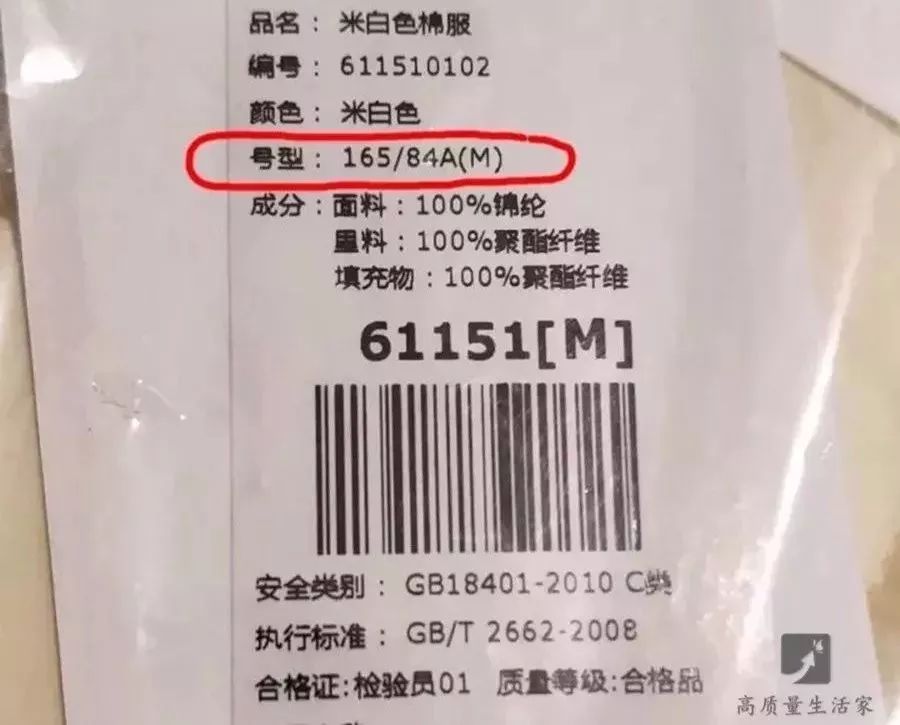 品名：米白色棉服
编号：611510102
颜色：米白色
号型：165/84A(M)
成分：面料：100%锦纶
里料：100%聚酯纤维
填充物：100%聚酯纤维
61151[M]
安全类别：GB18401-2010 C类
执行标准：GB/T 2662-2008
合格证:检验员01 质量等级:合格品
高质量生活家